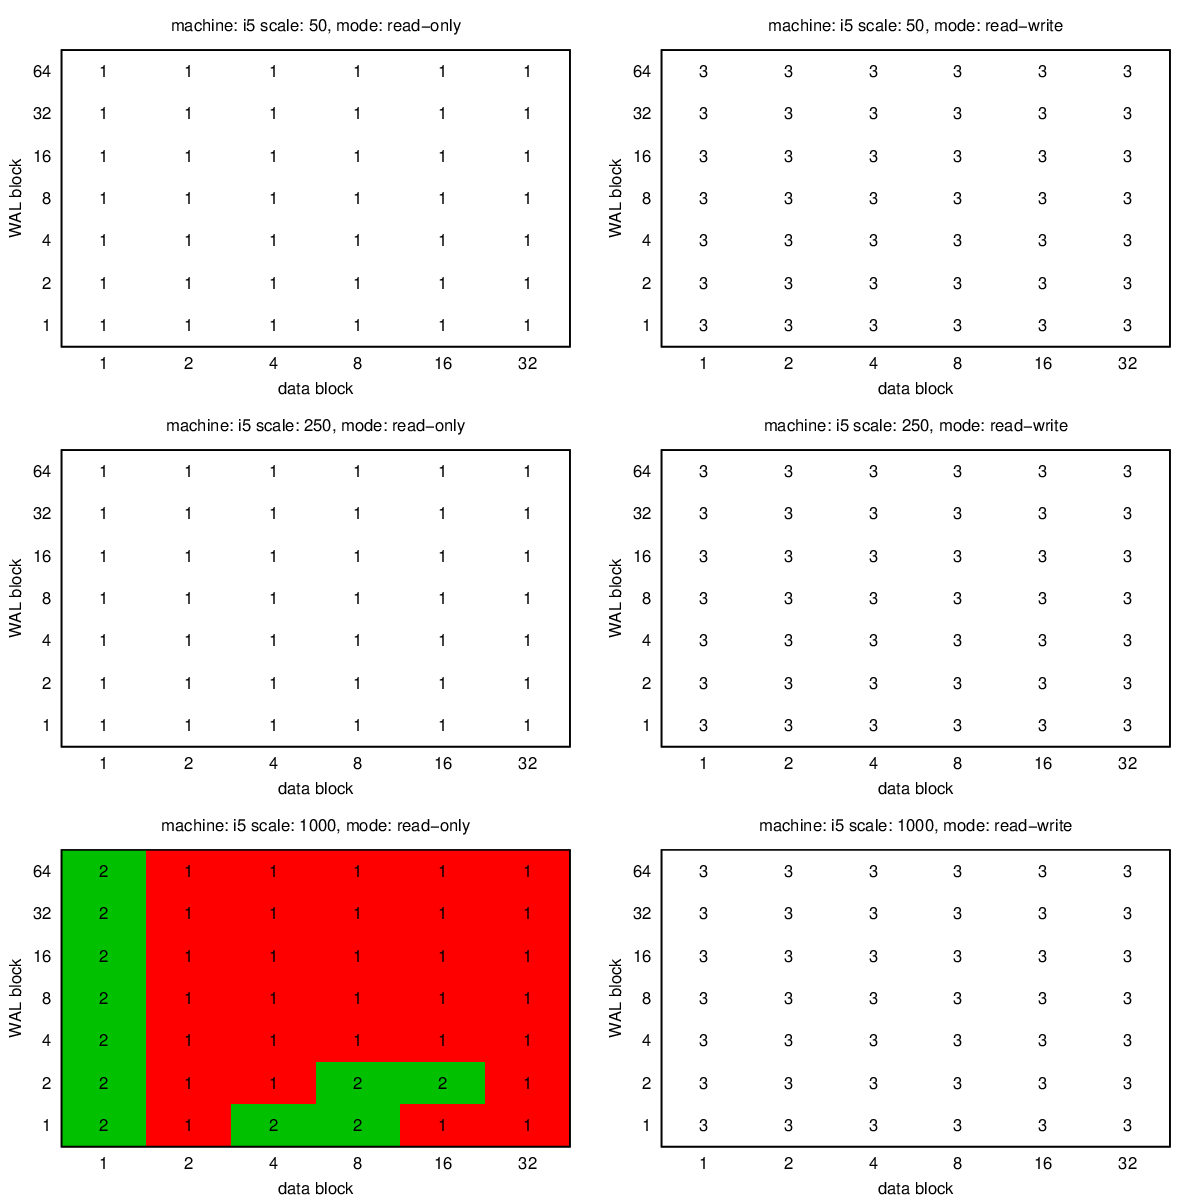 machine: i5 scale: 50, mode: read−only
64 1 1 1 1 1 1
32 1 1 1 1 1 1
16 1 1 1 1 1 1
8 1 1 1 1 1 1
4 1 1 1 1 1 1
2 1 1 1 1 1 1
1 1 1 1 1 1 1
1 2 4 8 16 32
WAL block
data block
machine: i5 scale: 50, mode: read−write
64 3 3 3 3 3 3
32 3 3 3 3 3 3
16 3 3 3 3 3 3
8 3 3 3 3 3 3
4 3 3 3 3 3 3
2 3 3 3 3 3 3
1 3 3 3 3 3 3
1 2 4 8 16 32
WAL block
data block
machine: i5 scale: 250, mode: read−only
64 1 1 1 1 1 1
32 1 1 1 1 1 1
16 1 1 1 1 1 1
8 1 1 1 1 1 1
4 1 1 1 1 1 1
2 1 1 1 1 1 1
1 1 1 1 1 1 1
1 2 4 8 16 32
WAL block
data block
machine: i5 scale: 250, mode: read−write
64 3 3 3 3 3 3
32 3 3 3 3 3 3
16 3 3 3 3 3 3
8 3 3 3 3 3 3
4 3 3 3 3 3 3
2 3 3 3 3 3 3
1 3 3 3 3 3 3
1 2 4 8 16 32
WAL block
data block
machine: i5 scale: 1000, mode: read−only
64 2 1 1 1 1 1
32 2 1 1 1 1 1
16 2 1 1 1 1 1
8 2 1 1 1 1 1
4 2 1 1 1 1 1
2 2 1 1 2 2 1
1 2 1 2 2 1 1
1 2 4 8 16 32
WAL block
data block
machine: i5 scale: 1000, mode: read−write
64 3 3 3 3 3 3
32 3 3 3 3 3 3
16 3 3 3 3 3 3
8 3 3 3 3 3 3
4 3 3 3 3 3 3
2 3 3 3 3 3 3
1 3 3 3 3 3 3
1 2 4 8 16 32
WAL block
data block